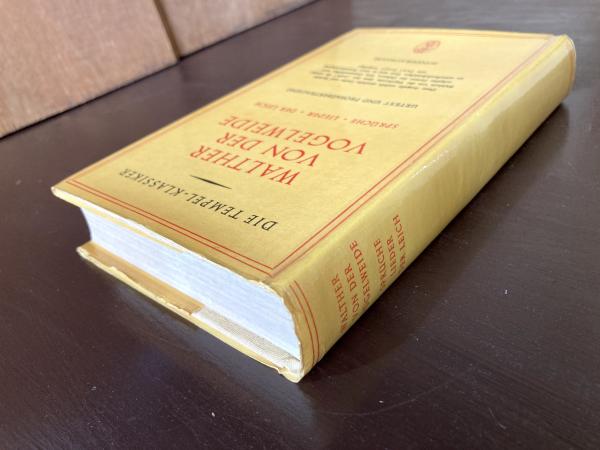 DIE TEMPEL-KLASSIKER
WALTHER
VON DER
VOGELWEIDE
SPRÜCHE · LIEDER · DER LEICH
URTEXT UND PROSAÜBERTRAGUNG
WALTHER
VON DER
VOGELWEIDE
SPRÜCHE
LIEDER
DER LEICH